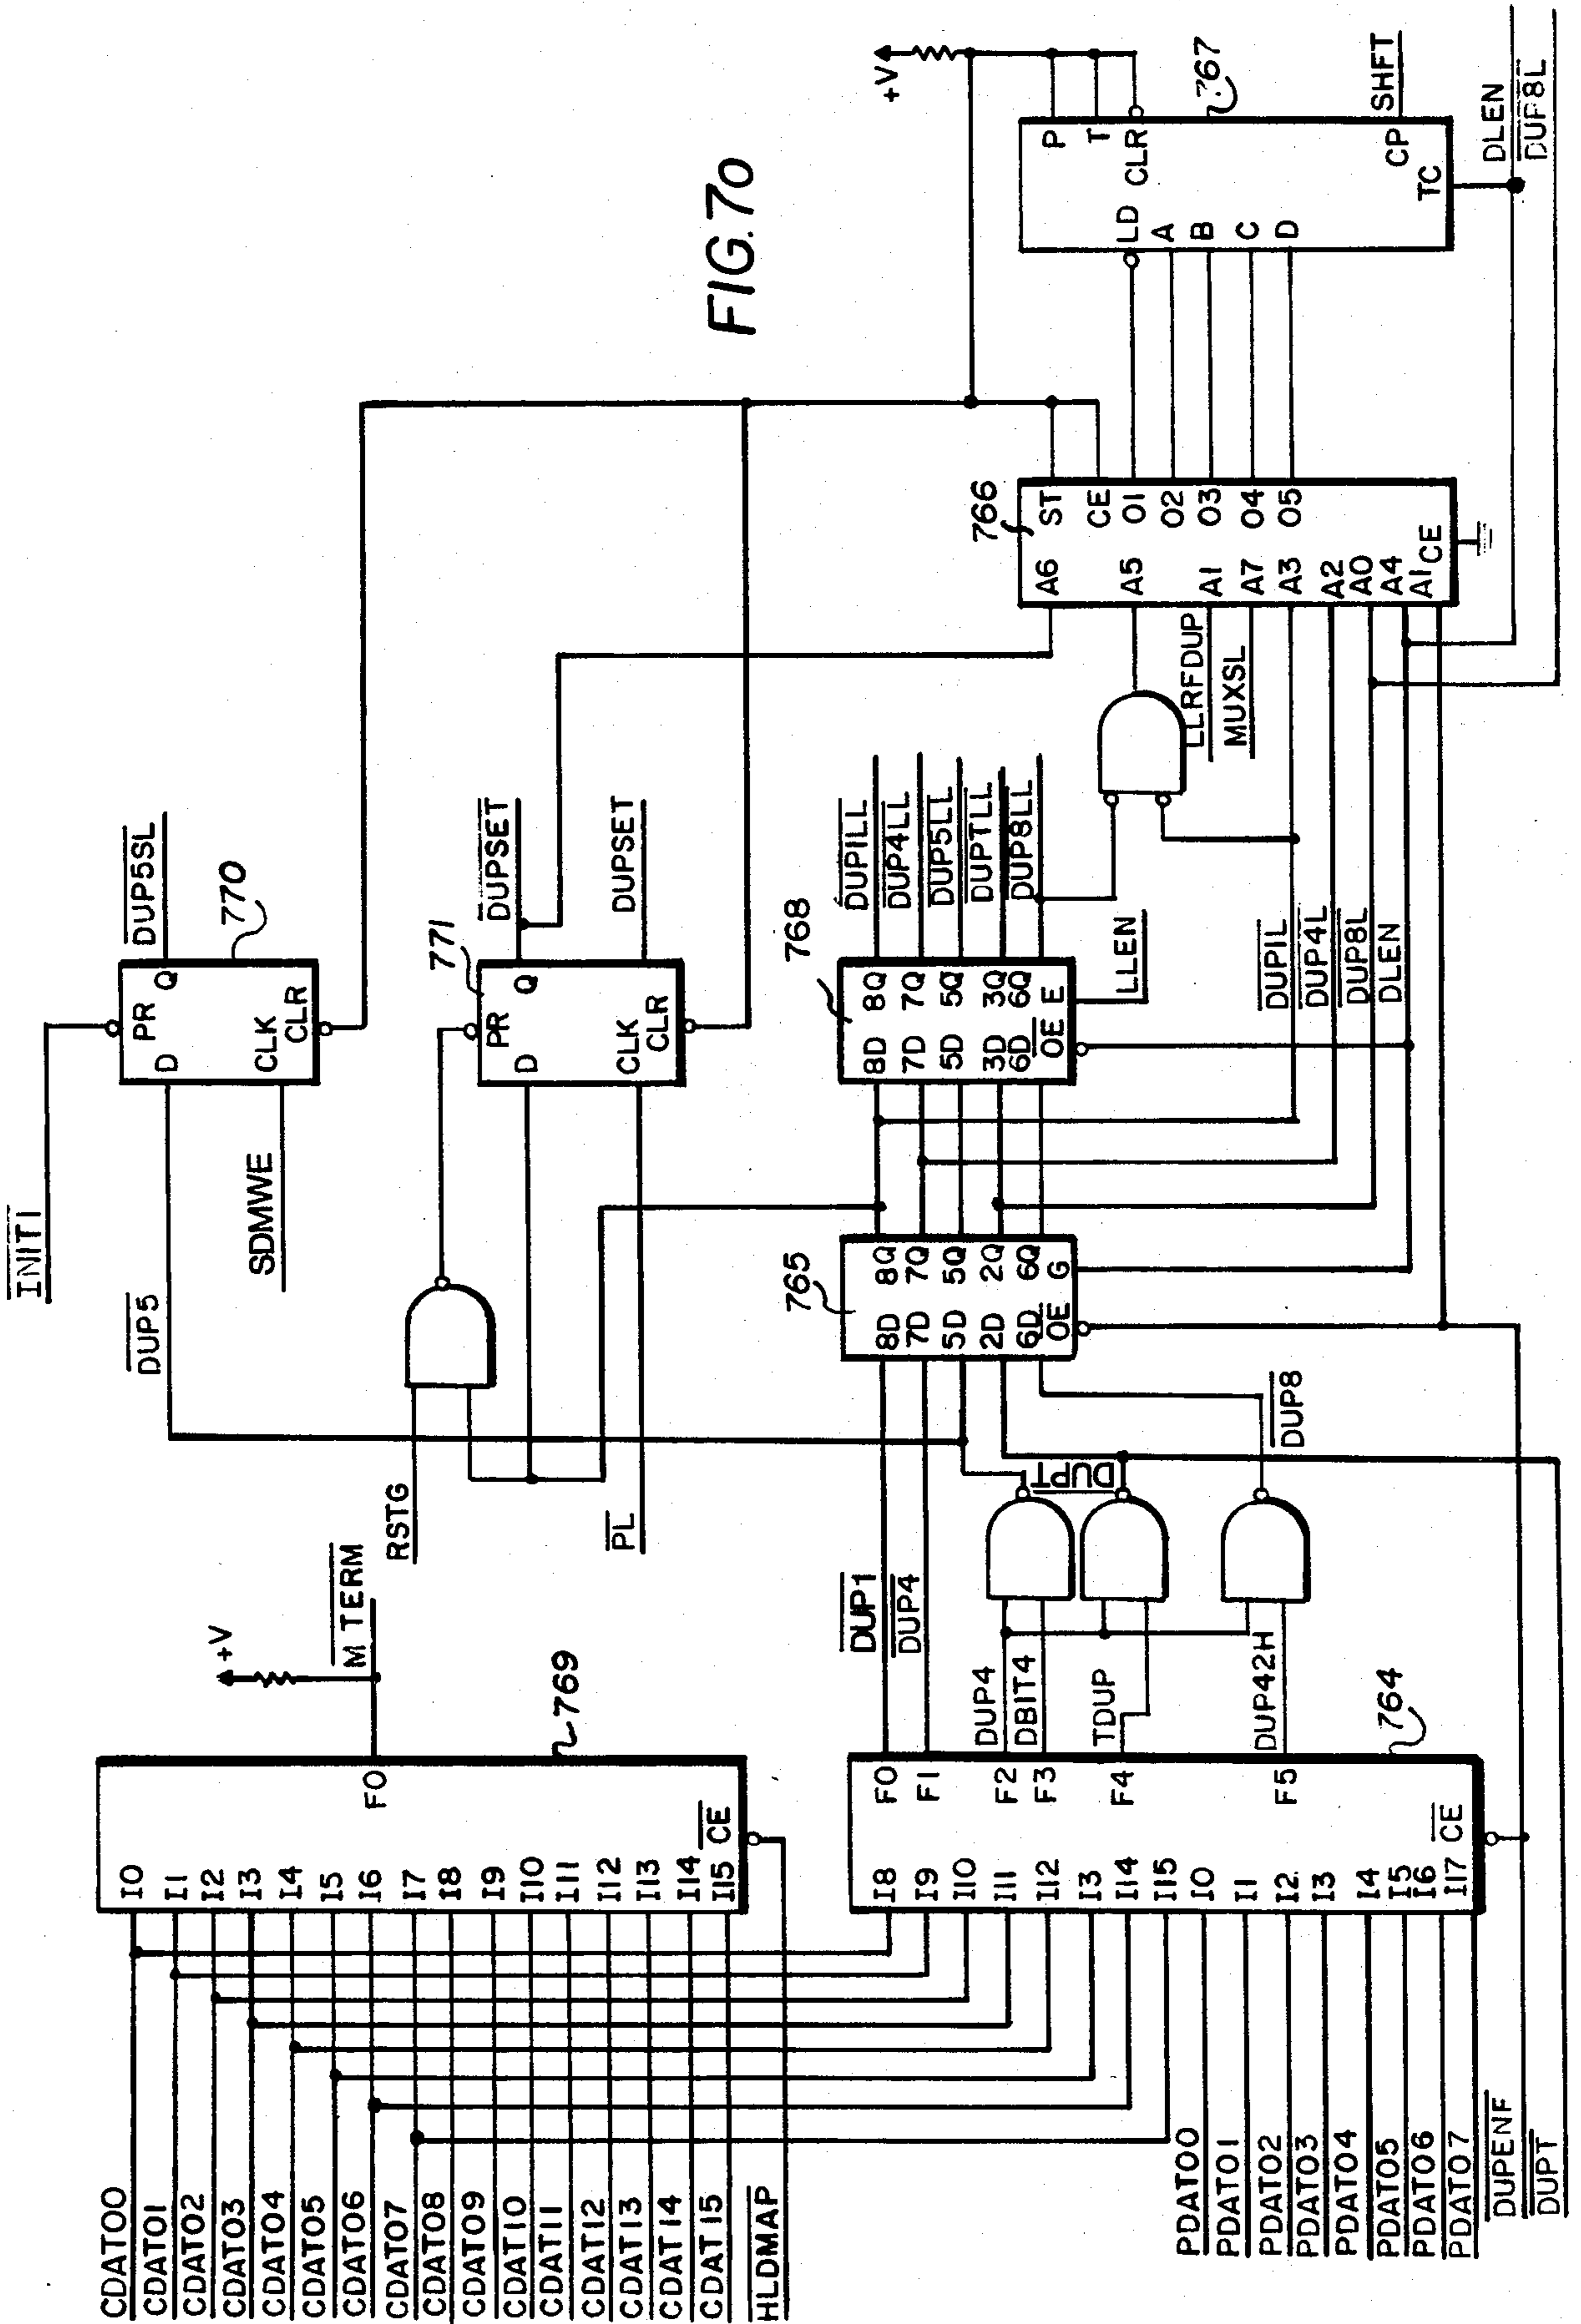 INIT1
DUP5
SDMWE
D
PR
Q
CLK
CLR
DUP5SL
770
RSTG
PL
D
PR
Q
CLK
CLR
771
DUPSET
DUPSET
FIG.70
+V
M TERM
CDAT00
CDAT01
CDAT02
CDAT03
CDAT04
CDAT05
CDAT06
CDAT07
CDAT08
CDAT09
CDAT10
CDAT11
CDAT12
CDAT13
CDAT14
CDAT15
HLDMAP
I0
I1
I2
I3
I4
I5
I6
I7
I8
I9
I10
I11
I12
I13
I14
I15
CE
F0
769
PDAT00
PDAT01
PDAT02
PDAT03
PDAT04
PDAT05
PDAT06
PDAT07
DUPENF
DUPT
I8
I9
I10
I11
I12
I3
I14
I15
I0
I1
I2
I3
I4
I5
I6
I17
CE
F0
F1
F2
F3
F4
F5
764
DUP1
DUP4
DUP4
DBIT4
TDUP
DUP42H
DUPT
DUP8
765
8D 8Q
7D 7Q
5D 5Q
2D 2Q
6D 6Q
OE G
768
8D 8Q
7D 7Q
5D 5Q
3D 3Q
6D 6Q
OE E
LLEN
DUP1LL
DUP4LL
DUP5LL
DUPTLL
DUP8LL
DUP1L
DUP4L
DUP8L
DLEN
LLRFDUP
MUXSL
766
A6 ST
CE
A5 O1
O2
A1 O3
A7 O4
A3 O5
A2
A0
A4
A1
CE
+V
P
T
LD CLR
A
B
C
D
CP
TC
767
SHFT
DLEN
DUP8L